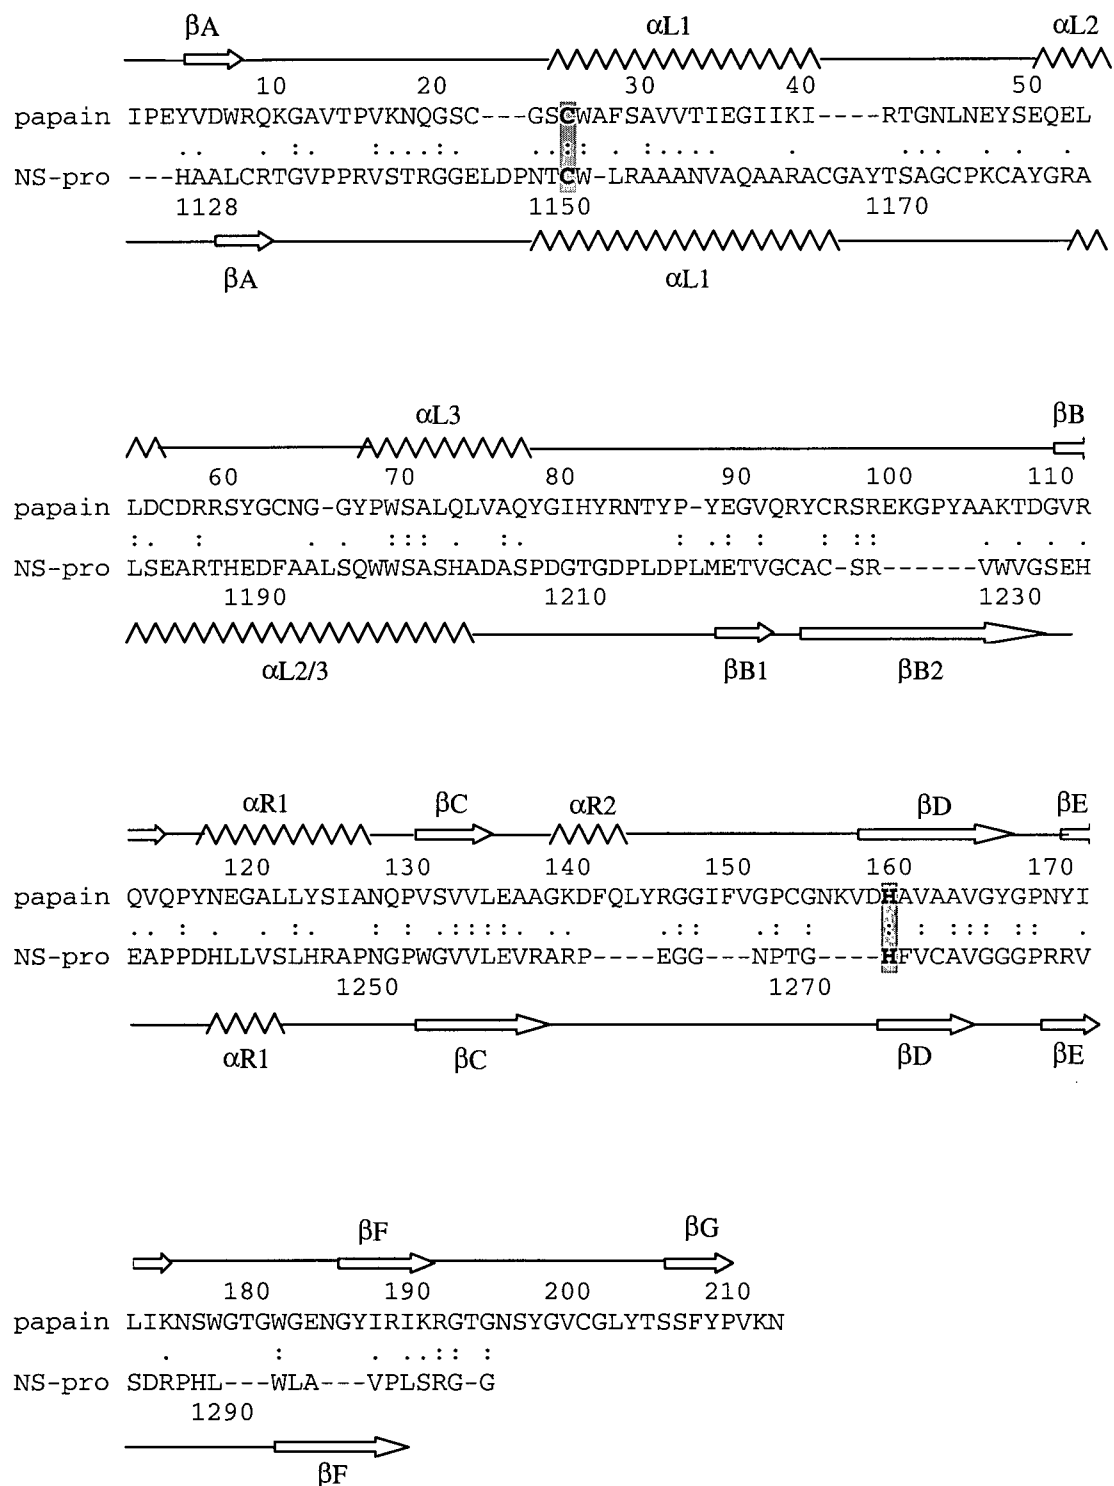 βA αL1 αL2
10 20 30 40 50
papain IPEYVDWRQKGAVTPVKNQGSC---GSCWAFSAVVTIEGIIKI----RTGNLNEYSEQEL
NS-pro ---HAALCRTGVPPRVSTRGGELDPNTCW-LRAAANVAQAARACGAYTSAGCPKCAYGRA
1128 1150 1170
βA αL1
αL3 βB
60 70 80 90 100 110
papain LDCDRRSYGCNG-GYPWSALQLVAQYGIHYRNTYP-YEGVQRYCRSREKGPYAAKTDGVR
NS-pro LSEARTHEDFAALSQWWSASHADASPDGTGDPLDPLMETVGCAC-SR------VWVGSEH
1190 1210 1230
αL2/3 βB1 βB2
αR1 βC αR2 βD βE
120 130 140 150 160 170
papain QVQPYNEGALLYSIANQPVSVVLEAAGKDFQLYRGGIFVGPCGNKVDHAVAAVGYGPNYI
NS-pro EAPPDHLLVSLHRAPNGPWGVVLEVRARP----EGG---NPTG----HFVCAVGGGPRRV
1250 1270
αR1 βC βD βE
βF βG
180 190 200 210
papain LIKNSWGTGWGENGYIRIKRGTGNSYGVCGLYTSSFYPVKN
NS-pro SDRPHL---WLA---VPLSRG-G
1290
βF